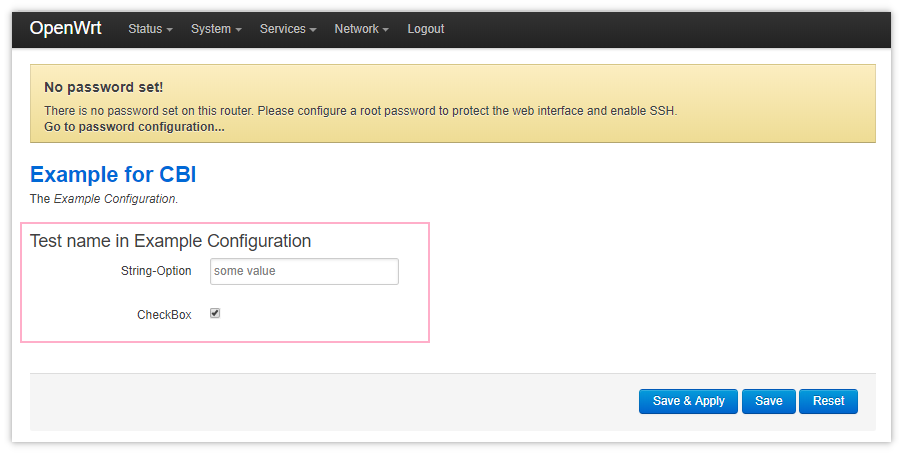 OpenWrt Status System Services Network Logout
No password set!
There is no password set on this router. Please configure a root password to protect the web interface and enable SSH.
Go to password configuration...
Example for CBI
The Example Configuration.
Test name in Example Configuration
String-Option some value
CheckBox
Save & Apply Save Reset